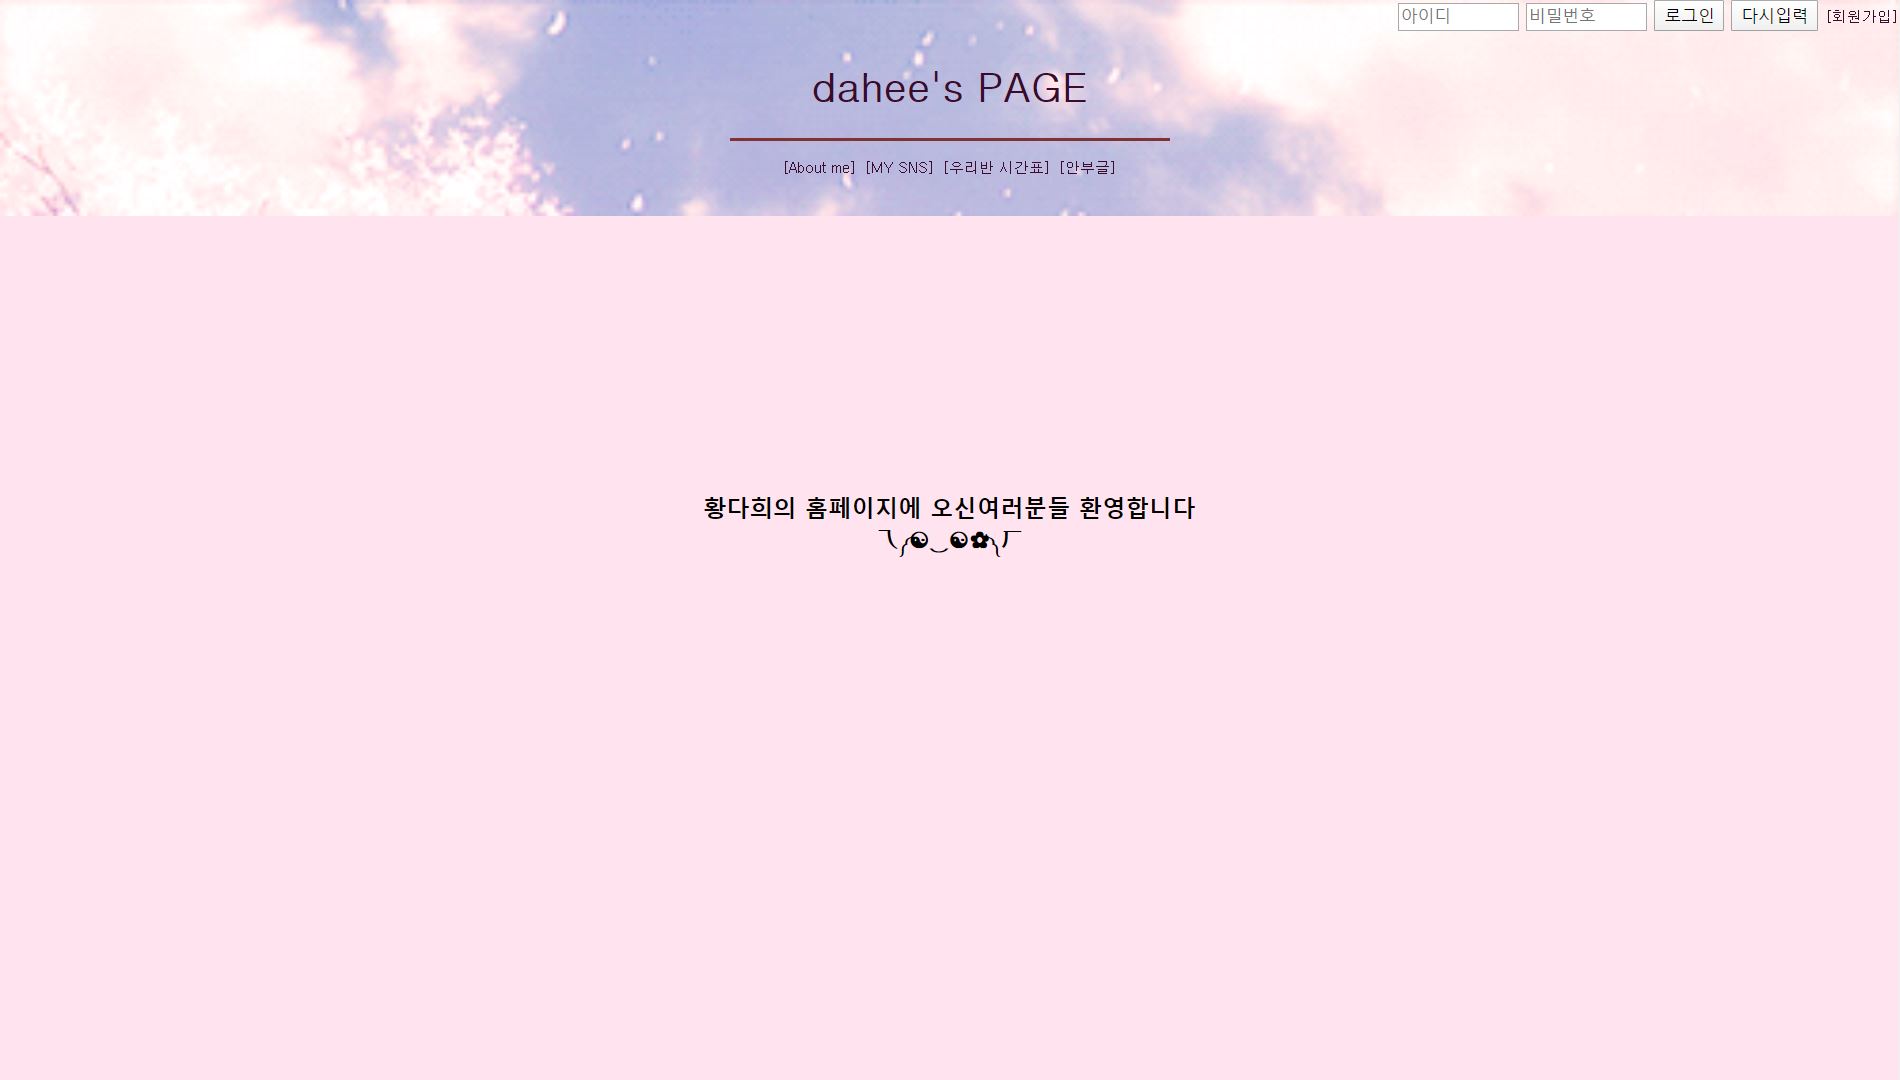 아이디 비밀번호 로그인 다시입력 [회원가입]
dahee's PAGE
[About me] [MY SNS] [우리반 시간표] [안부글]
황다희의 홈페이지에 오신여러분들 환영합니다
乁༼☯‿☯✿༽ㄏ